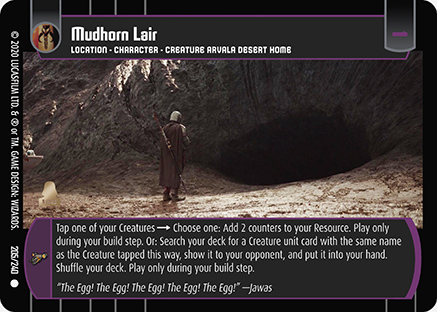 Mudhorn Lair
LOCATION - CHARACTER - CREATURE ARVALA DESERT HOME
© 2020 LUCASFILM LTD. & ® or TM. GAME DESIGN: WIZARDS.
205/240
Tap one of your Creatures → Choose one: Add 2 counters to your Resource. Play only
during your build step. Or: Search your deck for a Creature unit card with the same name
as the Creature tapped this way, show it to your opponent, and put it into your hand.
Shuffle your deck. Play only during your build step.
"The Egg! The Egg! The Egg! The Egg! The Egg!" —Jawas